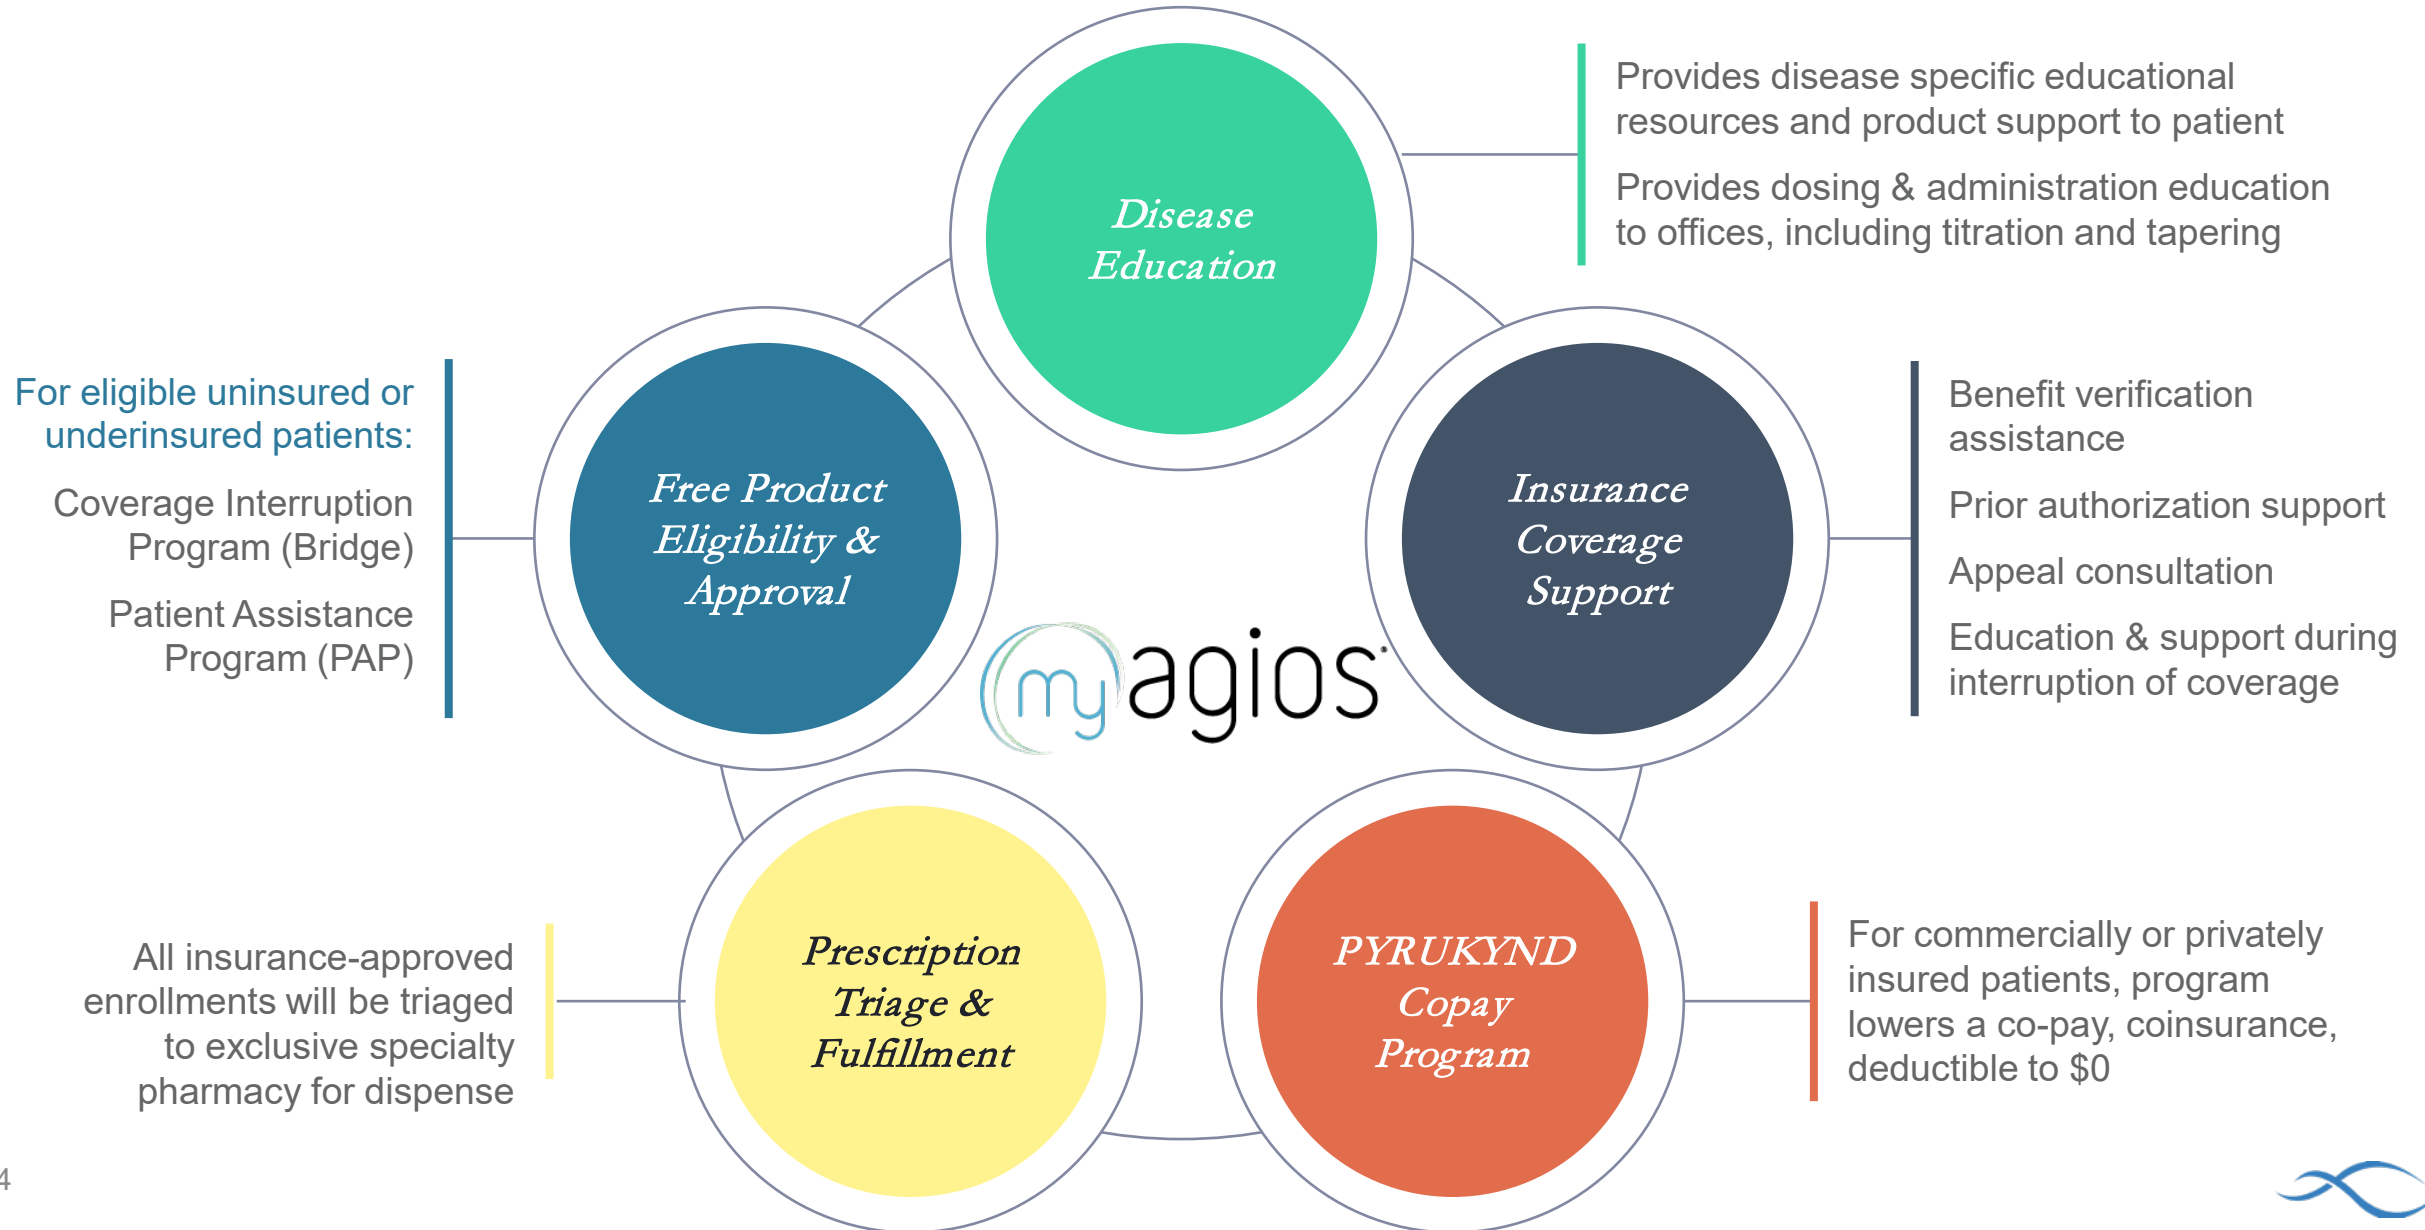 Disease
Education
Provides disease specific educational
resources and product support to patient
Provides dosing & administration education
to offices, including titration and tapering
For eligible uninsured or
underinsured patients:
Coverage Interruption
Program (Bridge)
Patient Assistance
Program (PAP)
Free Product
Eligibility &
Approval
Insurance
Coverage
Support
Benefit verification
assistance
Prior authorization support
Appeal consultation
Education & support during
interruption of coverage
myagios
All insurance-approved
enrollments will be triaged
to exclusive specialty
pharmacy for dispense
Prescription
Triage &
Fulfillment
PYRUKYND
Copay
Program
For commercially or privately
insured patients, program
lowers a co-pay, coinsurance,
deductible to $0
4